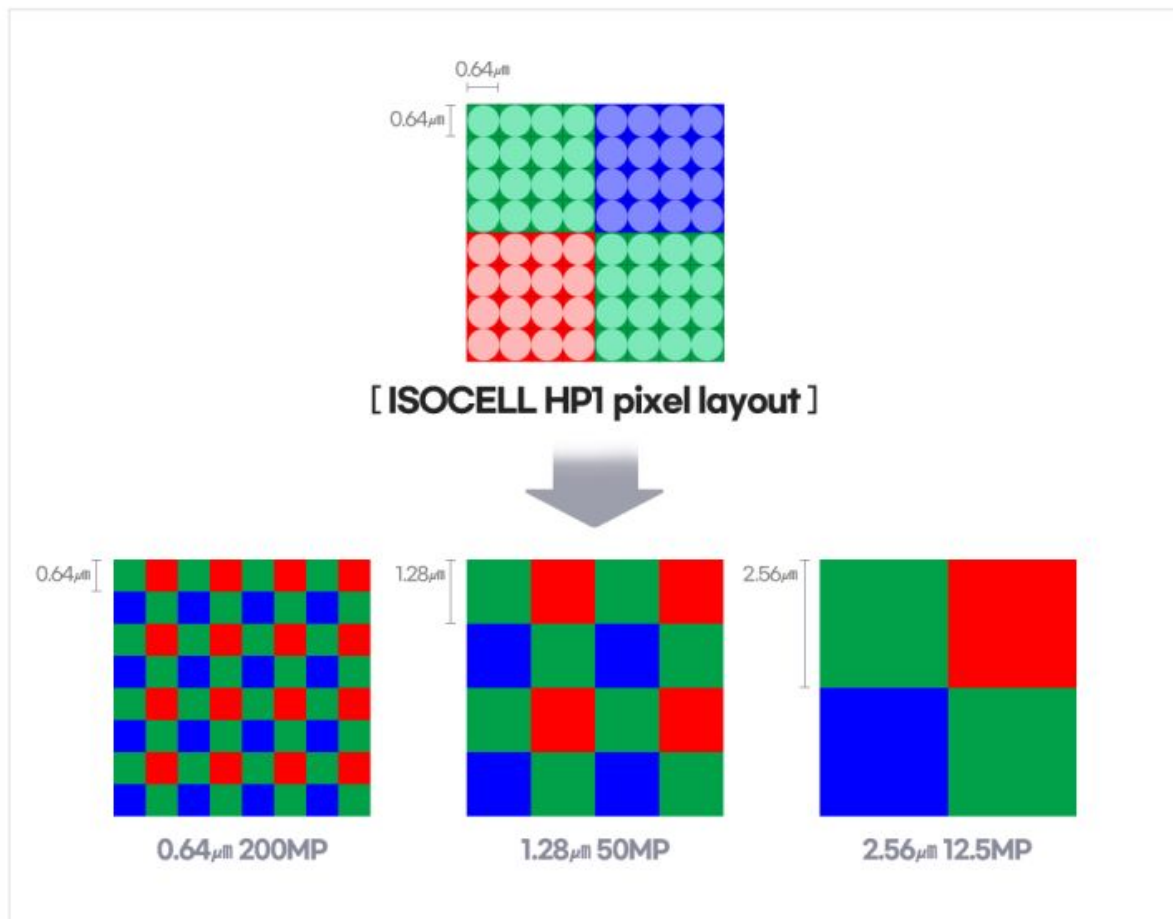 0.64㎛
0.64㎛
[ ISOCELL HP1 pixel layout ]
0.64㎛
1.28㎛
2.56㎛
0.64㎛ 200MP
1.28㎛ 50MP
2.56㎛ 12.5MP